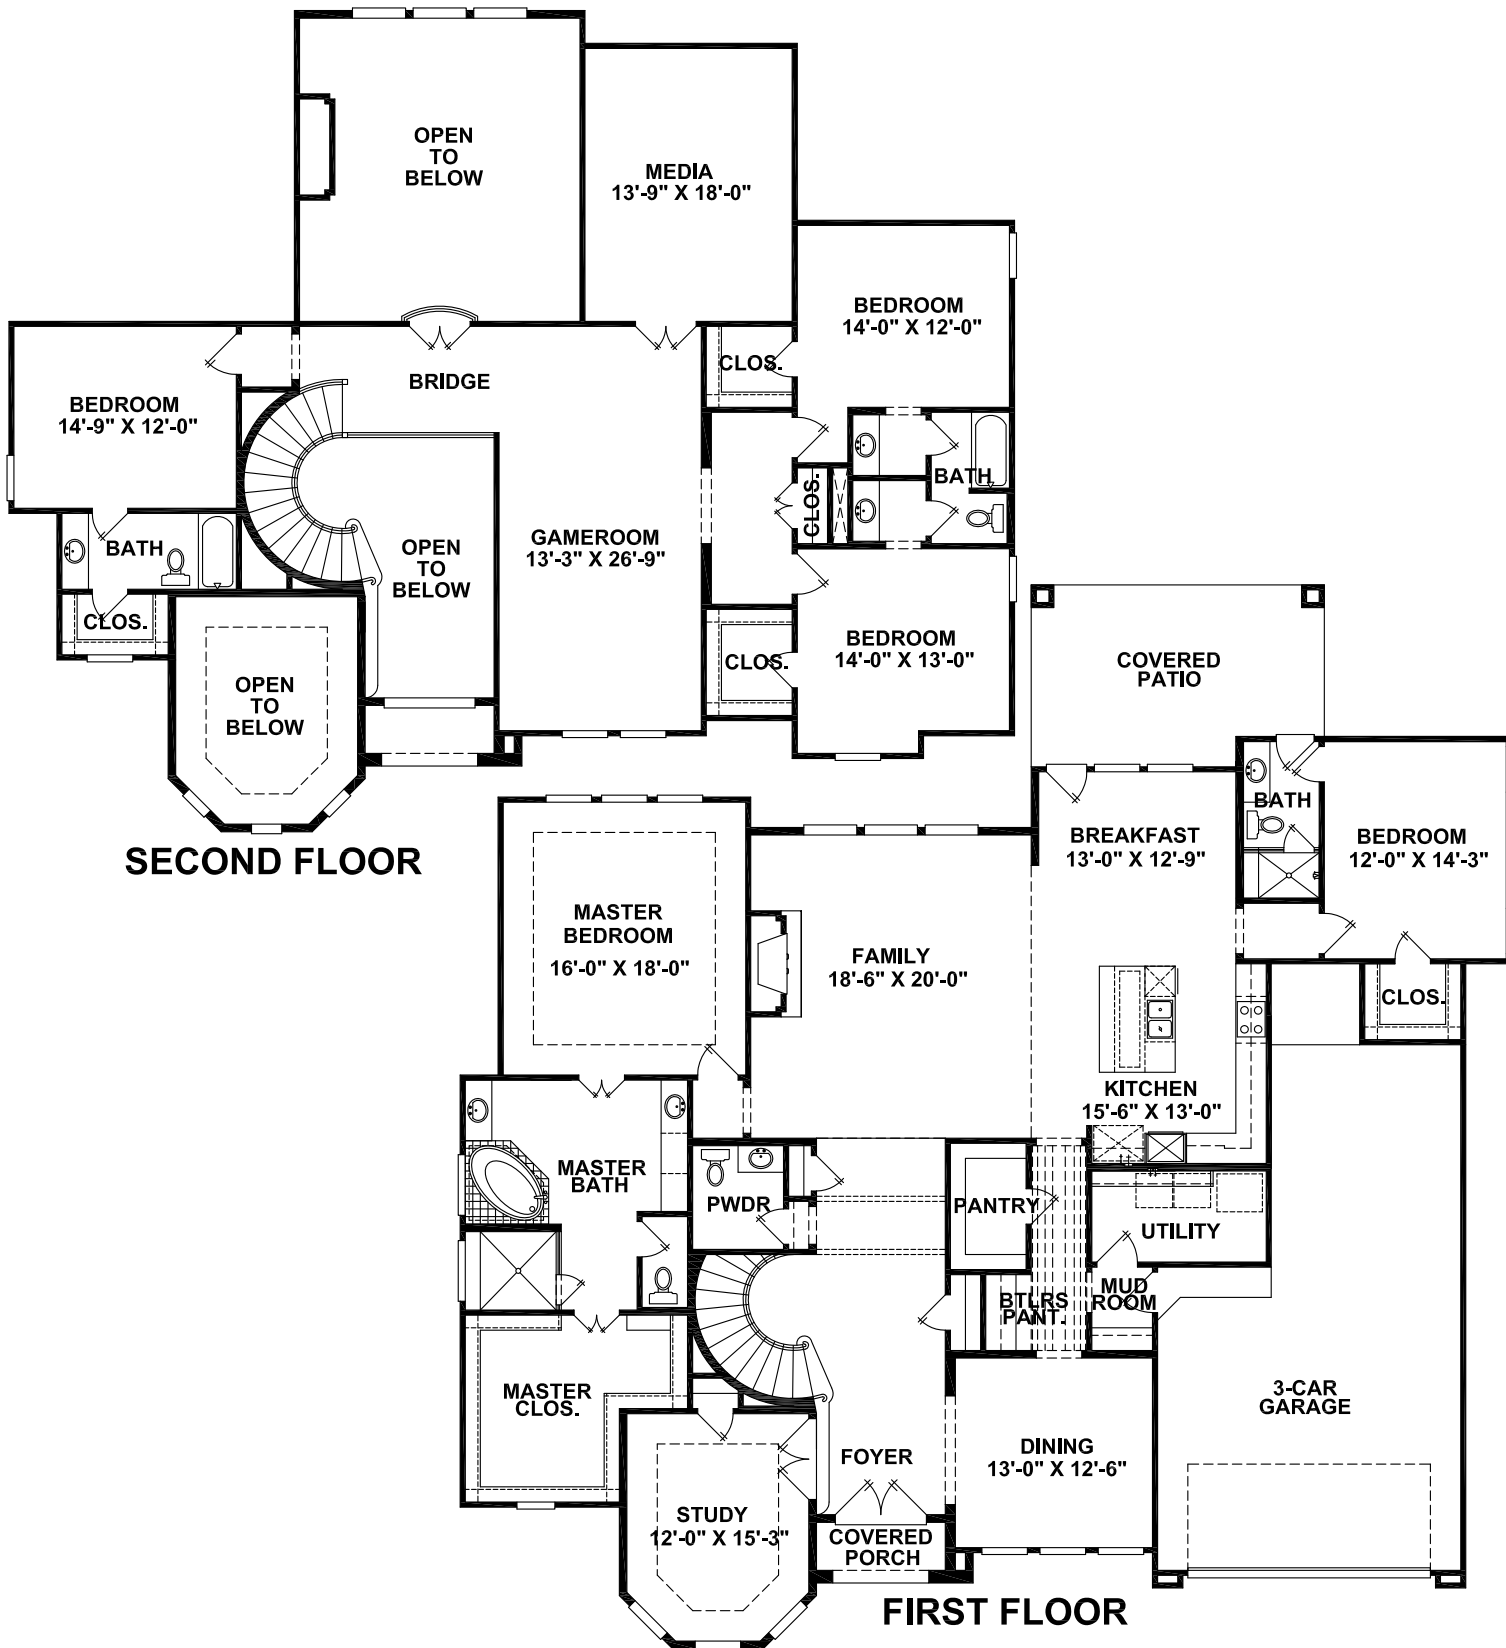 OPEN
TO
BELOW
MEDIA
13'-9" X 18'-0"
BEDROOM
14'-0" X 12'-0"
CLOS.
BRIDGE
BEDROOM
14'-9" X 12'-0"
BATH
CLOS.
GAMEROOM
13'-3" X 26'-9"
OPEN
TO
BELOW
BATH
CLOS.
BEDROOM
14'-0" X 13'-0"
CLOS.
OPEN
TO
BELOW
SECOND FLOOR
COVERED
PATIO
BATH
BREAKFAST
13'-0" X 12'-9"
BEDROOM
12'-0" X 14'-3"
MASTER
BEDROOM
16'-0" X 18'-0"
FAMILY
18'-6" X 20'-0"
CLOS.
KITCHEN
15'-6" X 13'-0"
MASTER
BATH
PWDR
PANTRY
UTILITY
MUD
ROOM
BTLRS
PANT.
MASTER
CLOS.
3-CAR
GARAGE
DINING
13'-0" X 12'-6"
FOYER
STUDY
12'-0" X 15'-3"
COVERED
PORCH
FIRST FLOOR